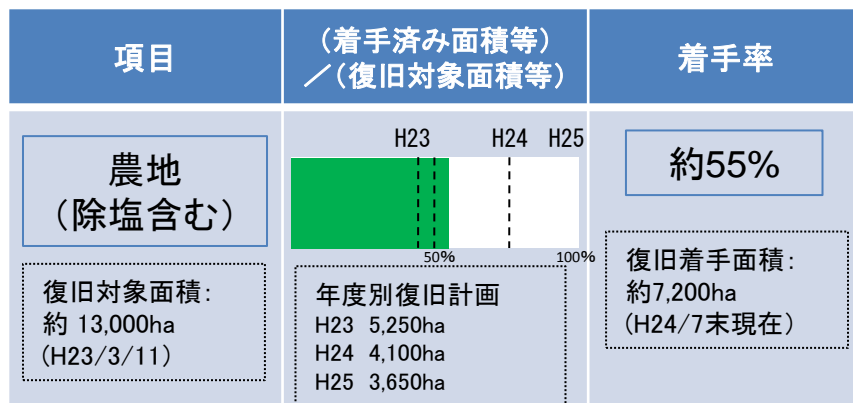 項目
（着手済み面積等）
／（復旧対象面積等）
着手率
農地
（除塩含む）
復旧対象面積：
約 13,000ha
（H23/3/11）
H23 H24 H25
50% 100%
年度別復旧計画
H23 5,250ha
H24 4,100ha
H25 3,650ha
約55%
復旧着手面積：
約7,200ha
（H24/7末現在）